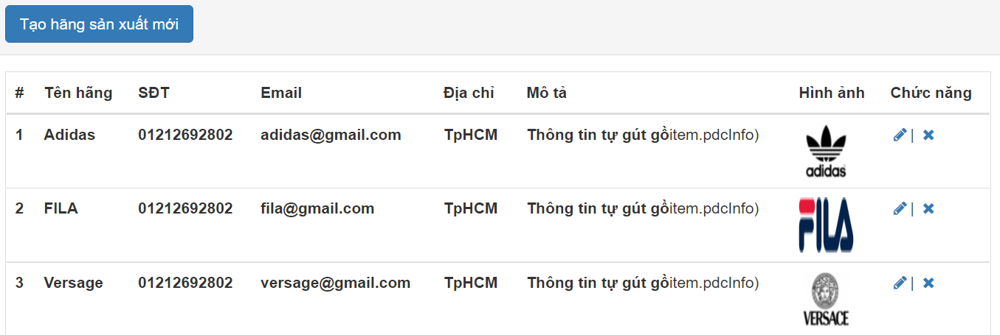 Tạo hãng sản xuất mới
# Tên hãng SĐT Email Địa chỉ Mô tả Hình ảnh Chức năng
1 Adidas 01212692802 adidas@gmail.com TpHCM Thông tin tự gút gồitem.pdcInfo) |
adidas
2 FILA 01212692802 fila@gmail.com TpHCM Thông tin tự gút gồitem.pdcInfo) |
FILA
3 Versage 01212692802 versage@gmail.com TpHCM Thông tin tự gút gồitem.pdcInfo) |
VERSACE